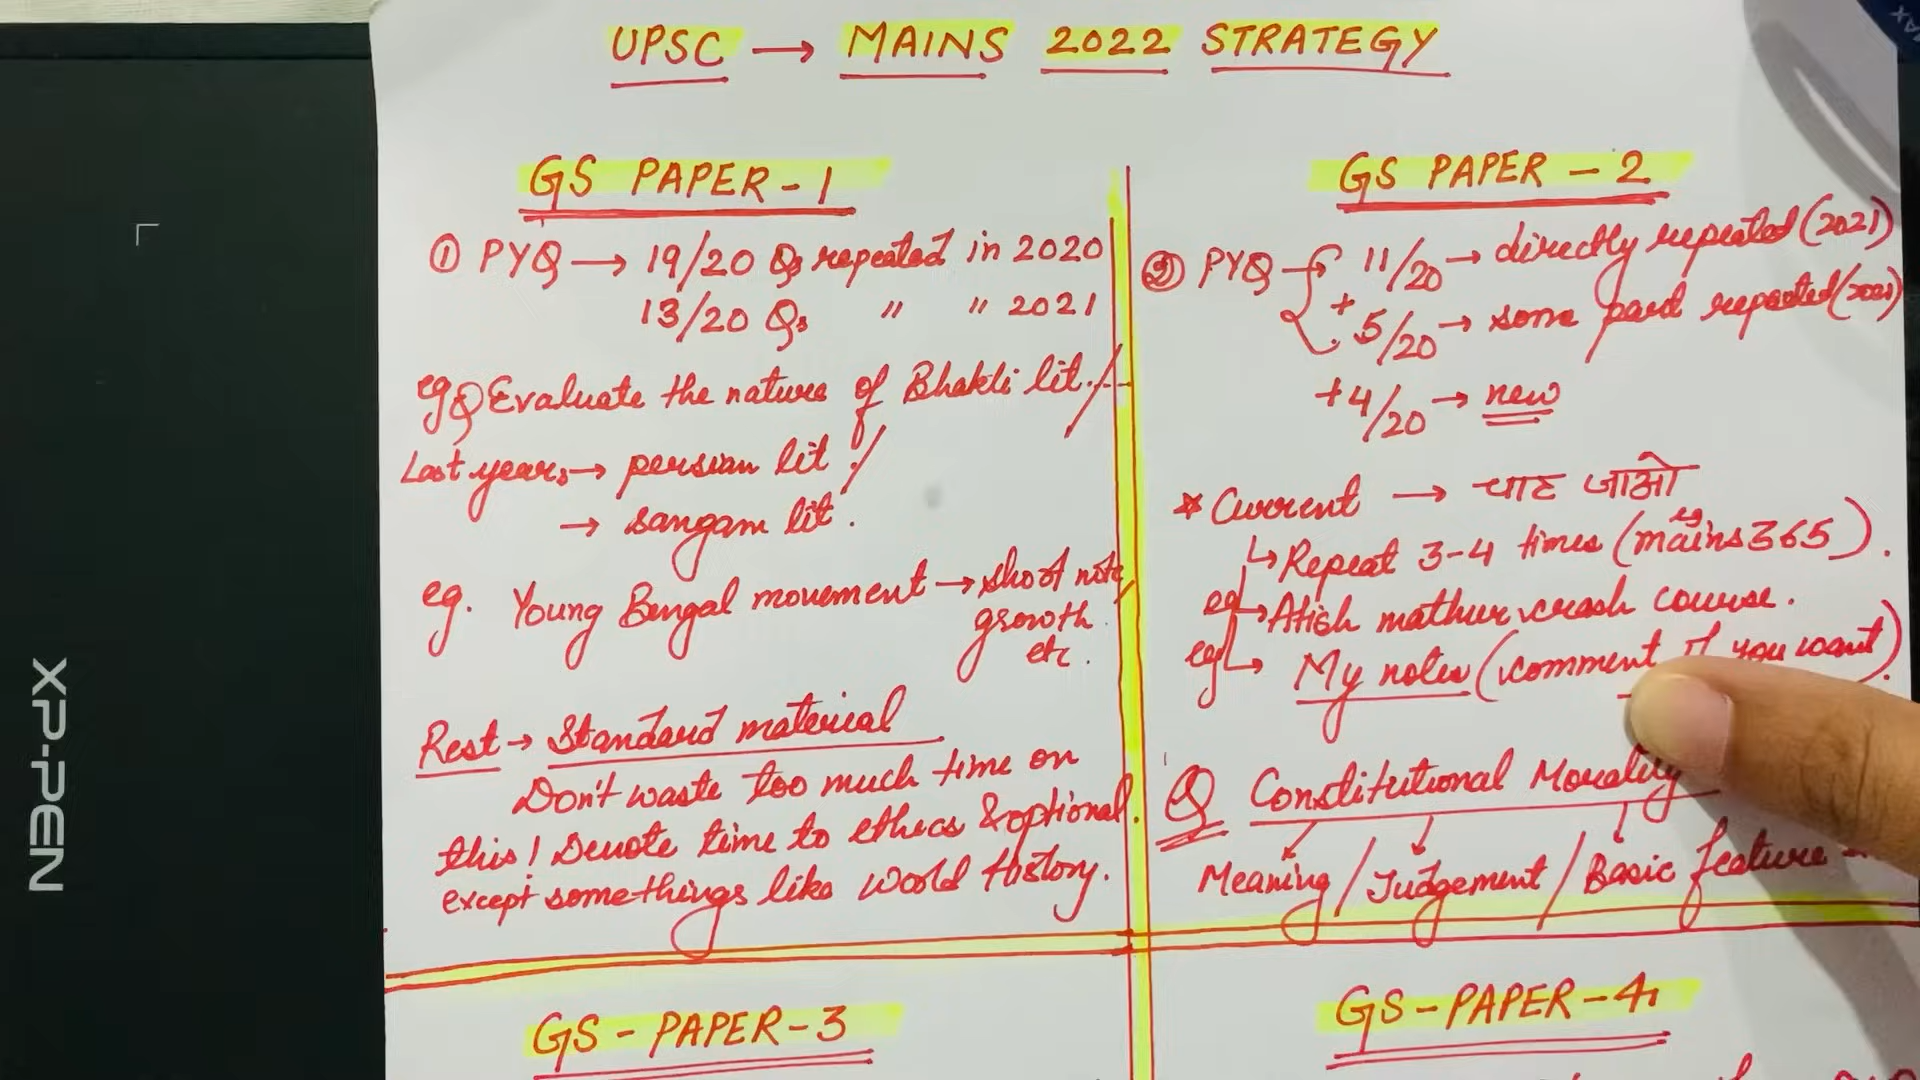 UPSC → MAINS 2022 STRATEGY
GS PAPER - 1
① PYQ → 19/20 Qs repeated in 2020
13/20 Qs " " 2021
eg Q Evaluate the nature of Bhakti lit. /
Last years → persian lit /
→ sangam lit.
eg. Young Bengal movement → short note
growth
etc.
Rest → Standard material
Don't waste too much time on
this! Devote time to ethics & optional.
except somethings like world history.
GS PAPER - 2
② PYQ → 11/20 → directly repeated (2021)
+ 5/20 → some part repeated (2021)
+4/20 → new
* Current → चाट जाओ
↳ Repeat 3-4 times (eg mains 365).
eg → Atish mathur crash course.
eg → My notes (comment if you want)
Q Constitutional Morality
Meaning / Judgement / Basic feature
GS - PAPER - 3
GS - PAPER - 4
XP-PEN